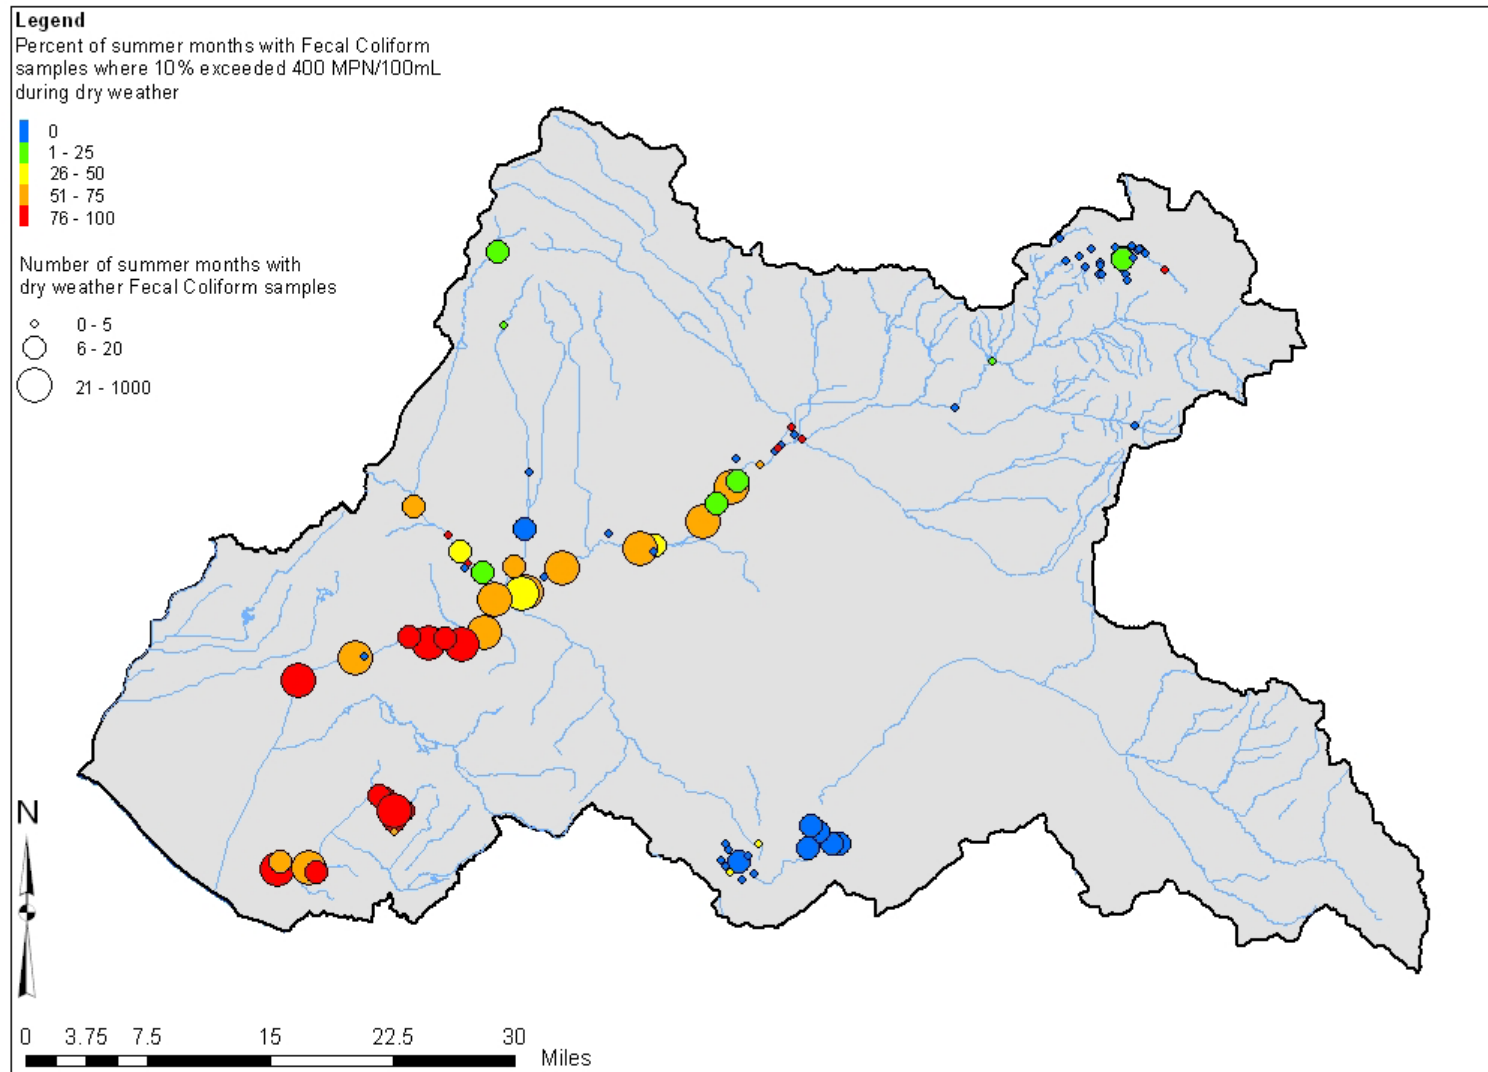 Legend
Percent of summer months with Fecal Coliform
samples where 10% exceeded 400 MPN/100mL
during dry weather
0
1 - 25
26 - 50
51 - 75
76 - 100
Number of summer months with
dry weather Fecal Coliform samples
0 - 5
6 - 20
21 - 1000
N
0 3.75 7.5 15 22.5 30
Miles